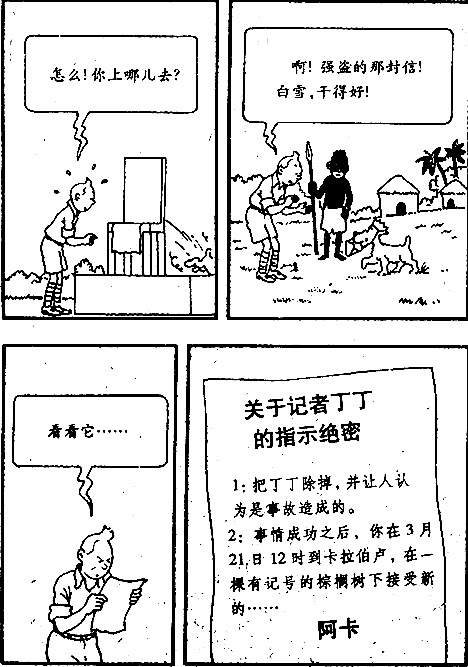 怎么!你上哪儿去?
啊!强盗的那封信!
白雪,干得好!
看看它……
关于记者丁丁
的指示绝密
1:把丁丁除掉,并让人认
为是事故造成的。
2:事情成功之后,你在3月
21日12时到卡拉伯卢,在一
棵有记号的棕榈树下接受新
的……
阿卡